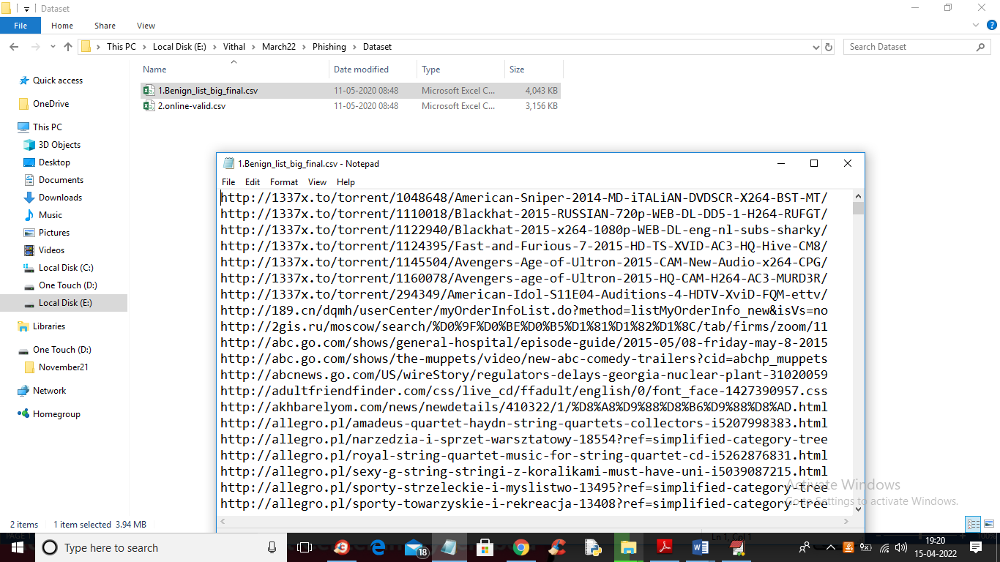 Dataset
File Home Share View
This PC Local Disk (E:) Vithal March22 Phishing Dataset
Search Dataset
Name Date modified Type Size
1.Benign_list_big_final.csv 11-05-2020 08:48 Microsoft Excel C... 4,043 KB
2.online-valid.csv 11-05-2020 08:48 Microsoft Excel C... 3,156 KB
Quick access
OneDrive
This PC
3D Objects
Desktop
Documents
Downloads
Music
Pictures
Videos
Local Disk (C:)
One Touch (D:)
Local Disk (E:)
Libraries
One Touch (D:)
November21
Network
Homegroup
1.Benign_list_big_final.csv - Notepad
File Edit Format View Help
http://1337x.to/torrent/1048648/American-Sniper-2014-MD-iTALiAN-DVDSCR-X264-BST-MT/
http://1337x.to/torrent/1110018/Blackhat-2015-RUSSIAN-720p-WEB-DL-DD5-1-H264-RUFGT/
http://1337x.to/torrent/1122940/Blackhat-2015-x264-1080p-WEB-DL-eng-nl-subs-sharky/
http://1337x.to/torrent/1124395/Fast-and-Furious-7-2015-HD-TS-XVID-AC3-HQ-Hive-CM8/
http://1337x.to/torrent/1145504/Avengers-Age-of-Ultron-2015-CAM-New-Audio-x264-CPG/
http://1337x.to/torrent/1160078/Avengers-age-of-Ultron-2015-HQ-CAM-H264-AC3-MURD3R/
http://1337x.to/torrent/294349/American-Idol-S11E04-Auditions-4-HDTV-XviD-FQM-ettv/
http://189.cn/dqmh/userCenter/myOrderInfoList.do?method=listMyOrderInfo_new&isVs=no
http://2gis.ru/moscow/search/%D0%9F%D0%BE%D0%B5%D1%81%D1%82%D1%8C/tab/firms/zoom/11
http://abc.go.com/shows/general-hospital/episode-guide/2015-05/08-friday-may-8-2015
http://abc.go.com/shows/the-muppets/video/new-abc-comedy-trailers?cid=abchp_muppets
http://abcnews.go.com/US/wireStory/regulators-delays-georgia-nuclear-plant-31020059
http://adultfriendfinder.com/css/live_cd/ffadult/english/0/font_face-1427390957.css
http://akhbarelyom.com/news/newdetails/410322/1/%D8%A8%D9%88%D8%B6%D9%88%D8%AD.html
http://allegro.pl/amadeus-quartet-haydn-string-quartets-collectors-i5207998383.html
http://allegro.pl/narzedzia-i-sprzet-warsztatowy-18554?ref=simplified-category-tree
http://allegro.pl/royal-string-quartet-music-for-string-quartet-cd-i5262876831.html
http://allegro.pl/sexy-g-string-stringi-z-koralikami-must-have-uni-i5039087215.html
http://allegro.pl/sporty-strzeleckie-i-myslistwo-13495?ref=simplified-category-tree
http://allegro.pl/sporty-towarzyskie-i-rekreacja-13408?ref=simplified-category-tree
Activate Windows
Go to Settings to activate Windows.
2 items 1 item selected 3.94 MB
Ln 1, Col 1
100%
Type here to search
18
19:20
15-04-2022